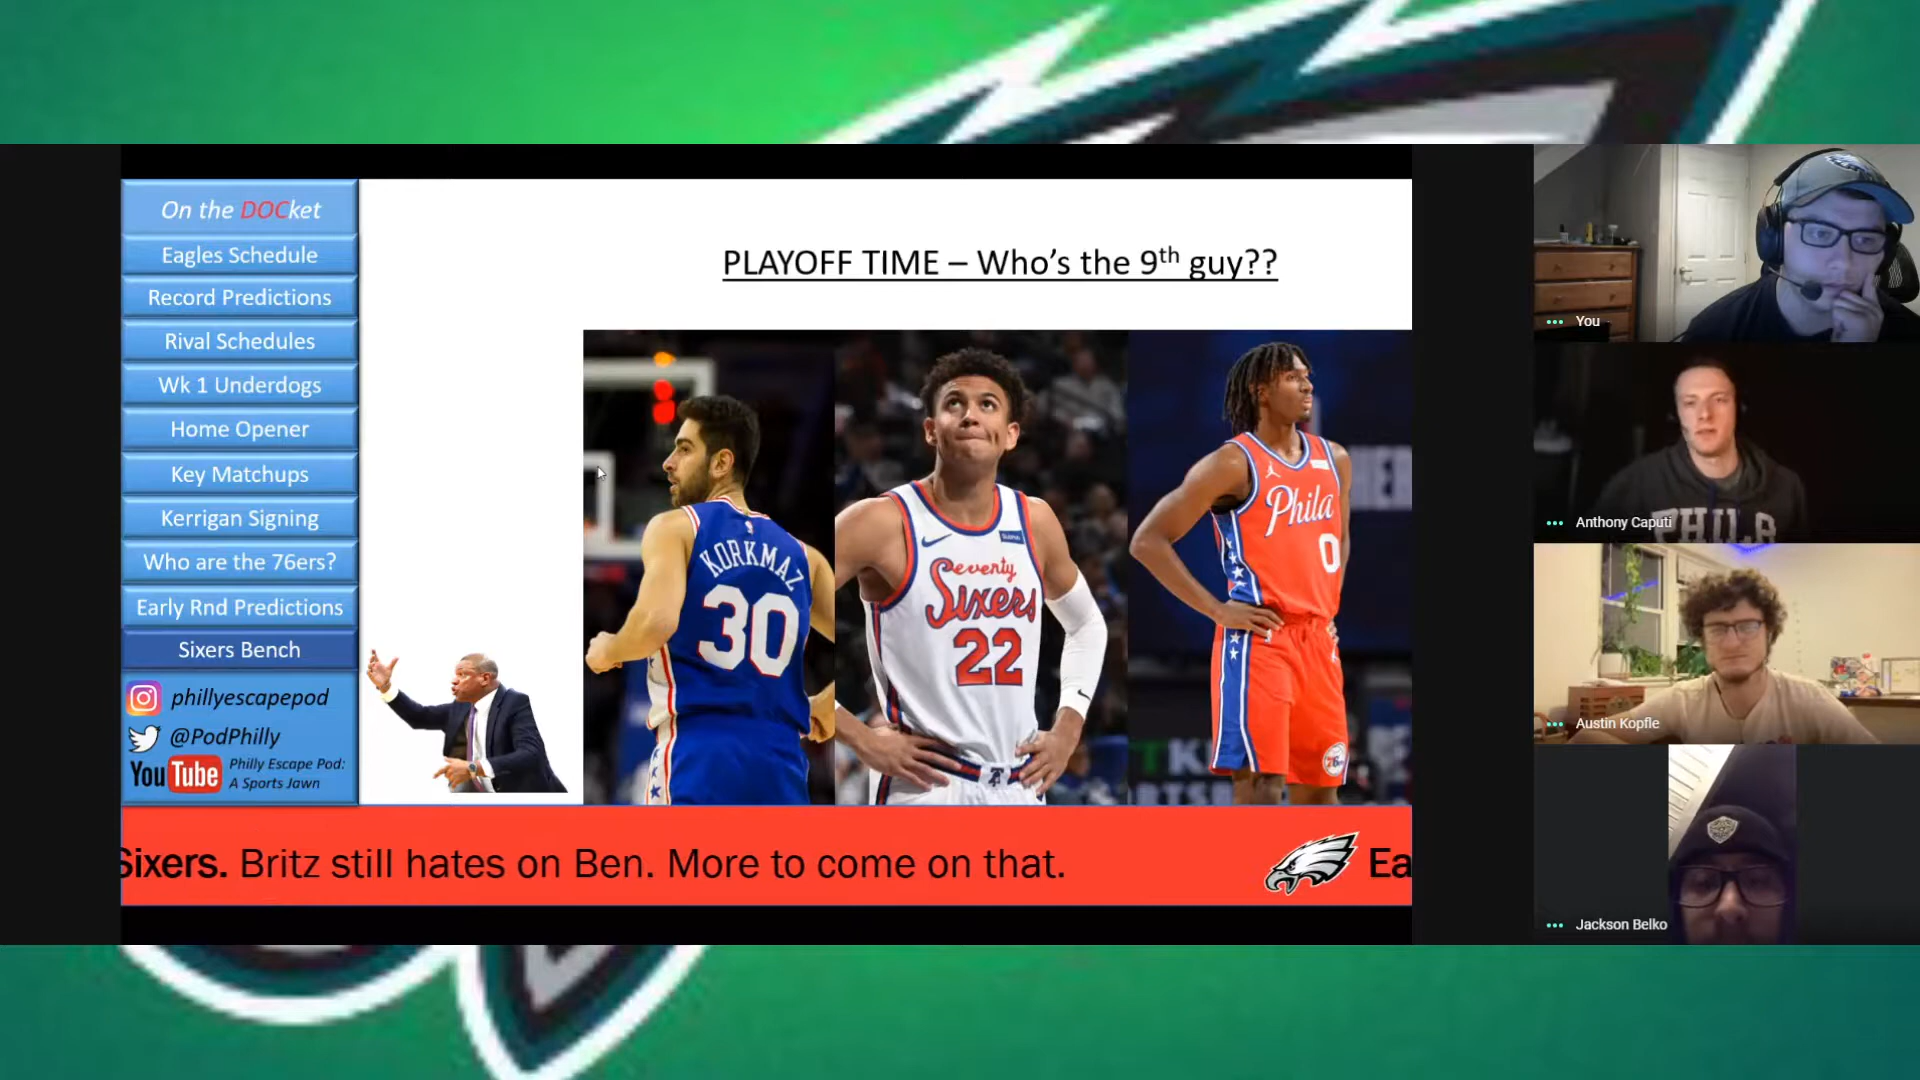 On the DOCket
Eagles Schedule
Record Predictions
Rival Schedules
Wk 1 Underdogs
Home Opener
Key Matchups
Kerrigan Signing
Who are the 76ers?
Early Rnd Predictions
Sixers Bench
phillyescapepod
@PodPhilly
YouTube
Philly Escape Pod:
A Sports Jawn
PLAYOFF TIME – Who's the 9th guy??
KORKMAZ
30
Seventy
Sixers
22
Phila
0
Sixers. Britz still hates on Ben. More to come on that.
Ea
You
PHILA
Anthony Caputi
Austin Kopfle
Jackson Belko